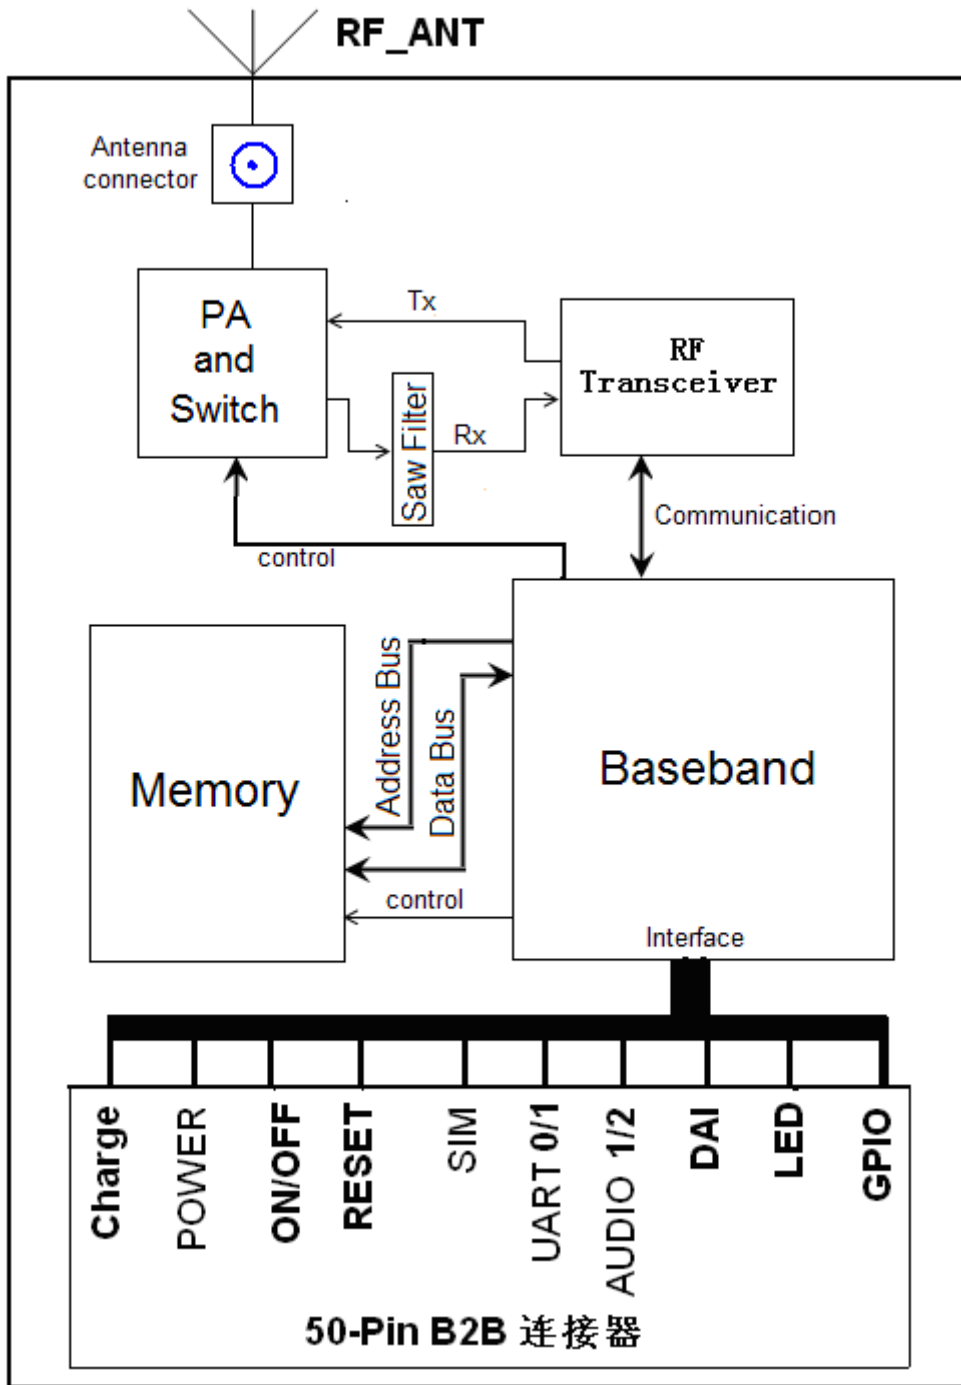 RF_ANT
Antenna
connector
PA
and
Switch
Tx
RF
Transceiver
Saw Filter
Rx
Communication
control
Address Bus
Data Bus
Memory
Baseband
control
Interface
Charge
POWER
ON/OFF
RESET
SIM
UART 0/1
AUDIO 1/2
DAI
LED
GPIO
50-Pin B2B 连接器